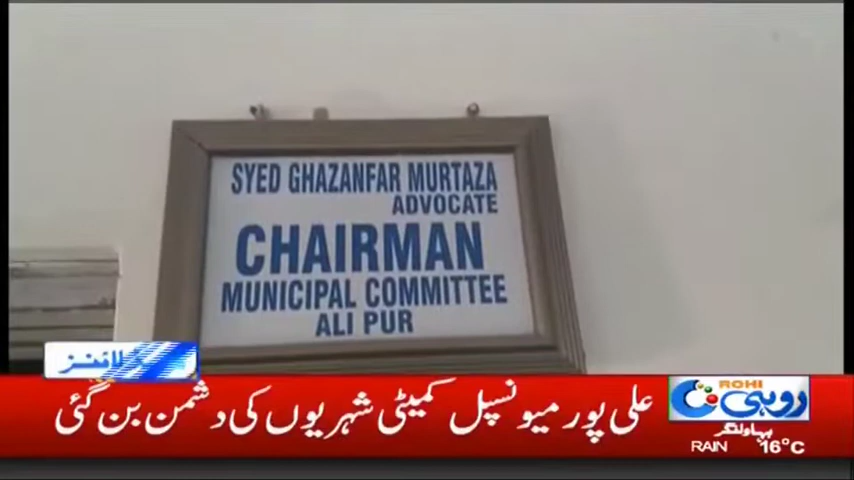 SYED GHAZANFAR MURTAZA
ADVOCATE
CHAIRMAN
MUNICIPAL COMMITTEE
ALI PUR
علی پور میونسپل کمیٹی شہریوں کی دشمن بن گئی
ROHI
روہی
بہاولنگر
RAIN 16°C